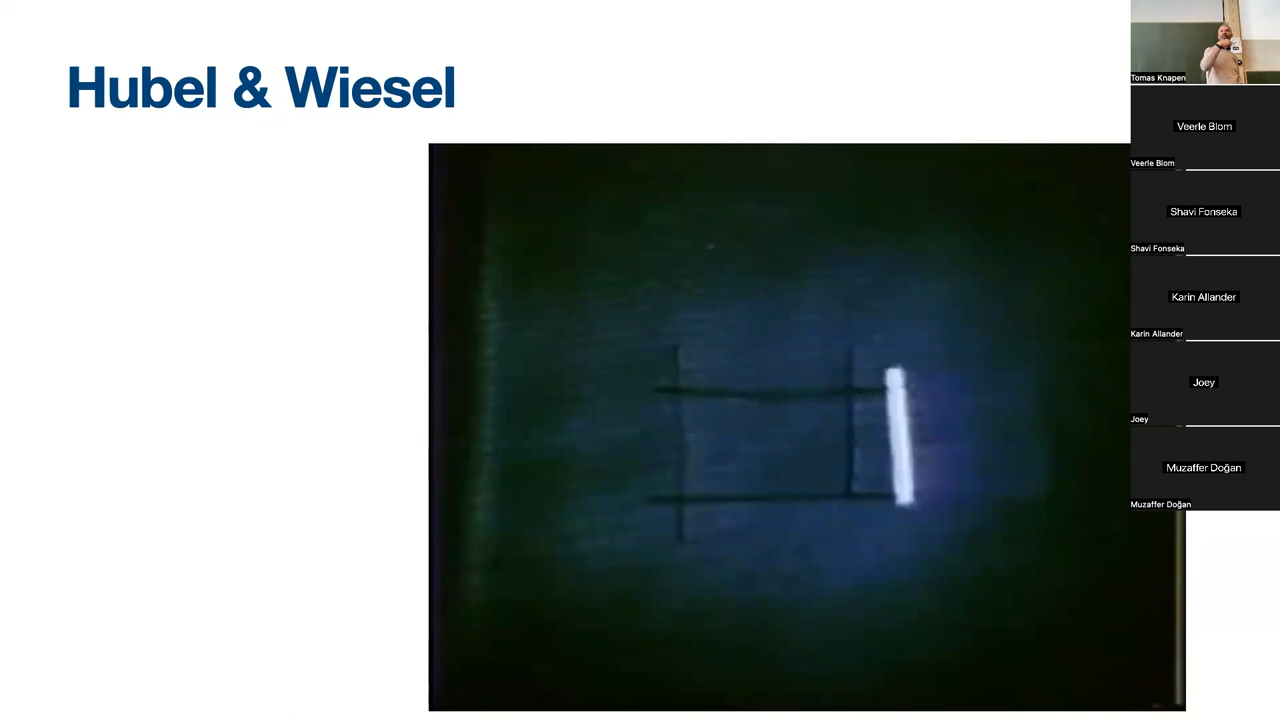 Hubel & Wiesel
Tomas Knapen
Veerle Blom
Veerle Blom
Shavi Fonseka
Shavi Fonseka
Karin Allander
Karin Allander
Joey
Joey
Muzaffer Doğan
Muzaffer Doğan